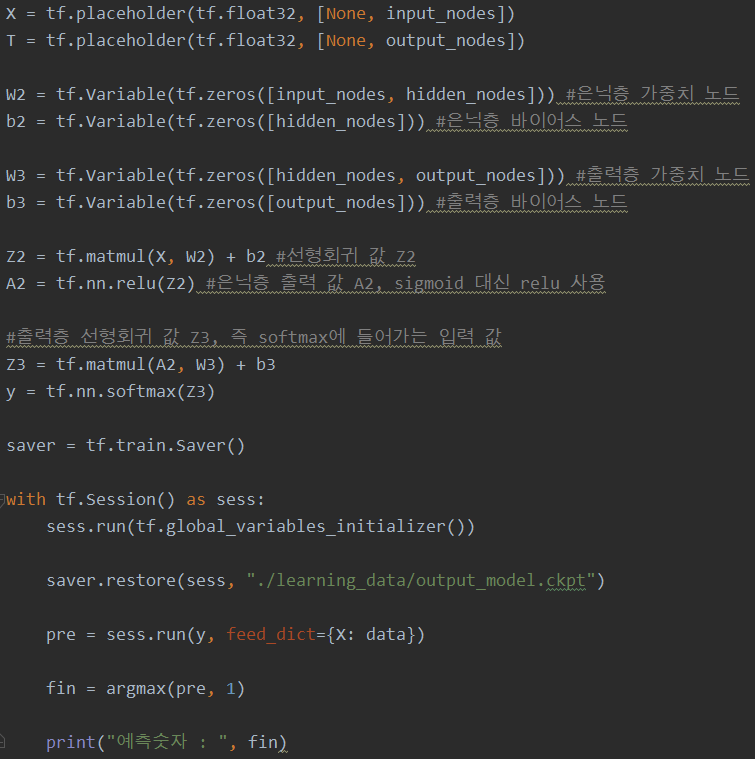 X = tf.placeholder(tf.float32, [None, input_nodes])
T = tf.placeholder(tf.float32, [None, output_nodes])
W2 = tf.Variable(tf.zeros([input_nodes, hidden_nodes])) #은닉층 가중치 노드
b2 = tf.Variable(tf.zeros([hidden_nodes])) #은닉층 바이어스 노드
W3 = tf.Variable(tf.zeros([hidden_nodes, output_nodes])) #출력층 가중치 노드
b3 = tf.Variable(tf.zeros([output_nodes])) #출력층 바이어스 노드
Z2 = tf.matmul(X, W2) + b2 #선형회귀 값 Z2
A2 = tf.nn.relu(Z2) #은닉층 출력 값 A2, sigmoid 대신 relu 사용
#출력층 선형회귀 값 Z3, 즉 softmax에 들어가는 입력 값
Z3 = tf.matmul(A2, W3) + b3
y = tf.nn.softmax(Z3)
saver = tf.train.Saver()
with tf.Session() as sess:
    sess.run(tf.global_variables_initializer())
    saver.restore(sess, "./learning_data/output_model.ckpt")
    pre = sess.run(y, feed_dict={X: data})
    fin = argmax(pre, 1)
    print("예측숫자 : ", fin)